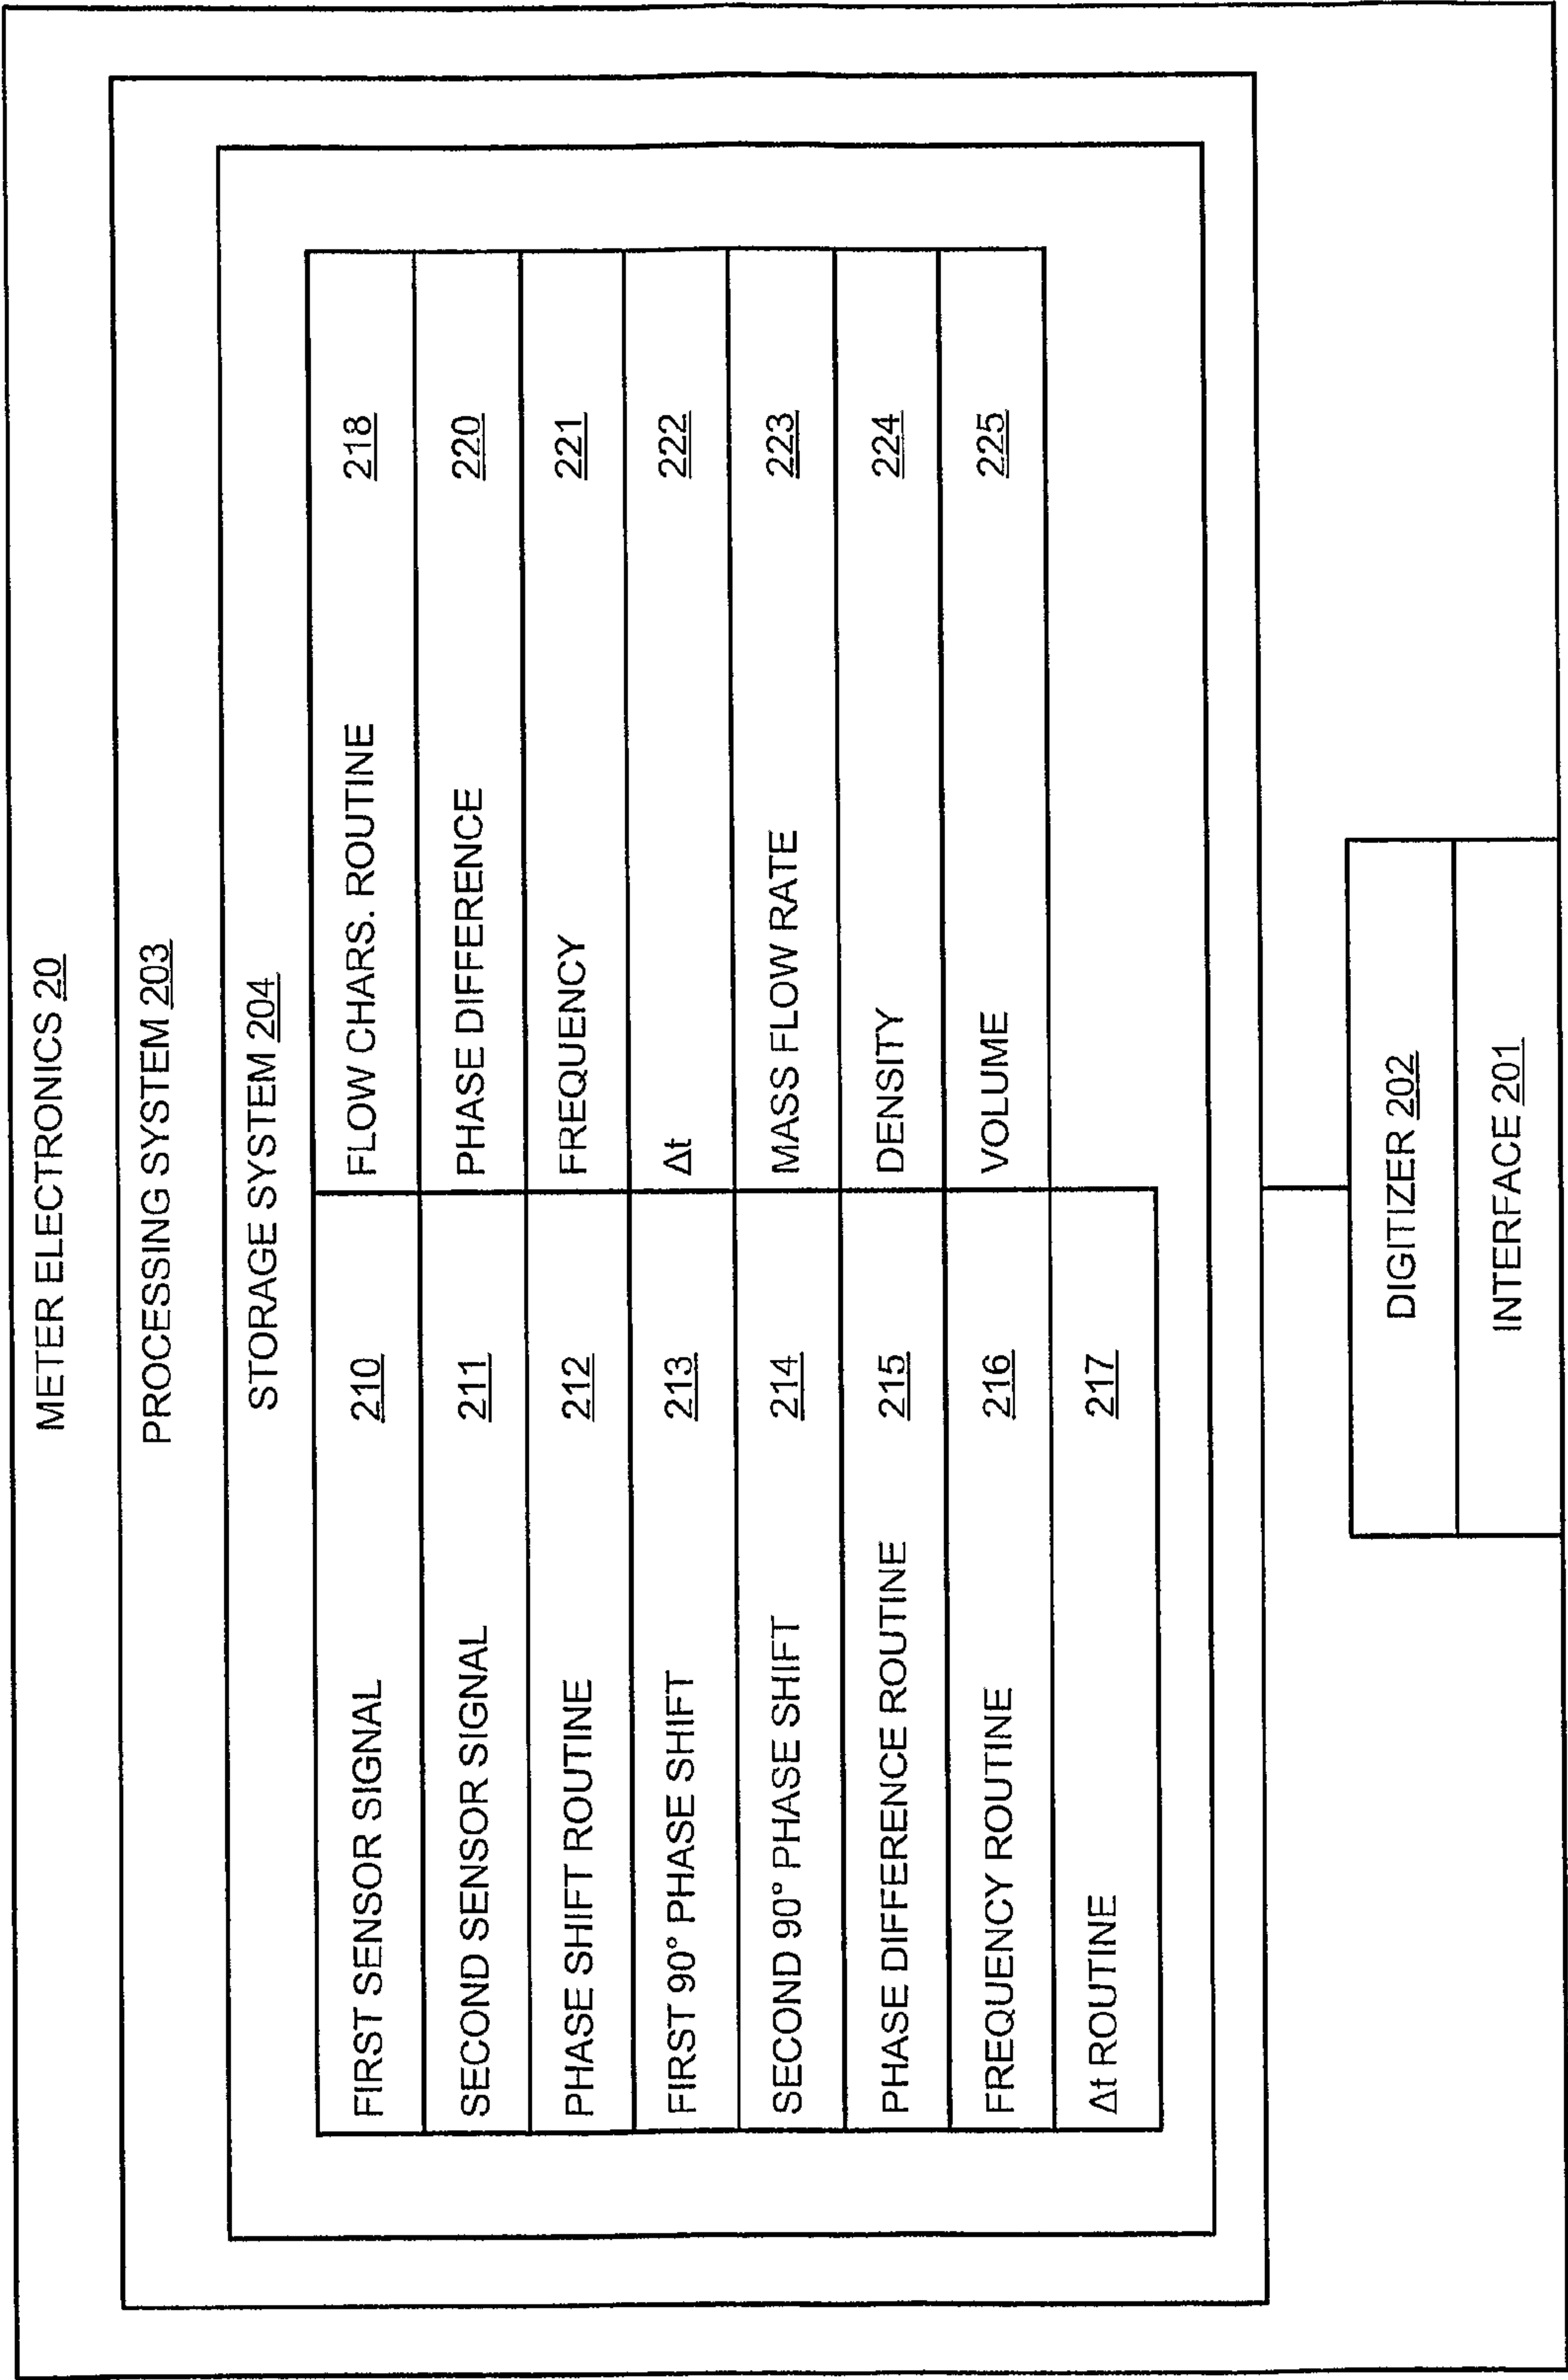 METER ELECTRONICS 20
PROCESSING SYSTEM 203
STORAGE SYSTEM 204
FIRST SENSOR SIGNAL 210
SECOND SENSOR SIGNAL 211
PHASE SHIFT ROUTINE 212
FIRST 90° PHASE SHIFT 213
SECOND 90° PHASE SHIFT 214
PHASE DIFFERENCE ROUTINE 215
FREQUENCY ROUTINE 216
Δt ROUTINE 217
FLOW CHARS. ROUTINE 218
PHASE DIFFERENCE 220
FREQUENCY 221
Δt 222
MASS FLOW RATE 223
DENSITY 224
VOLUME 225
DIGITIZER 202
INTERFACE 201